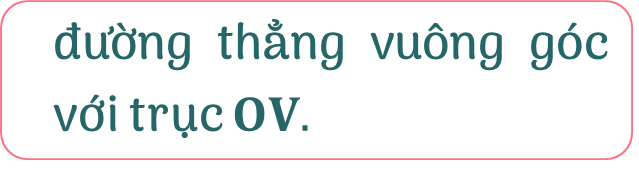 đường thẳng vuông góc
với trục OV.